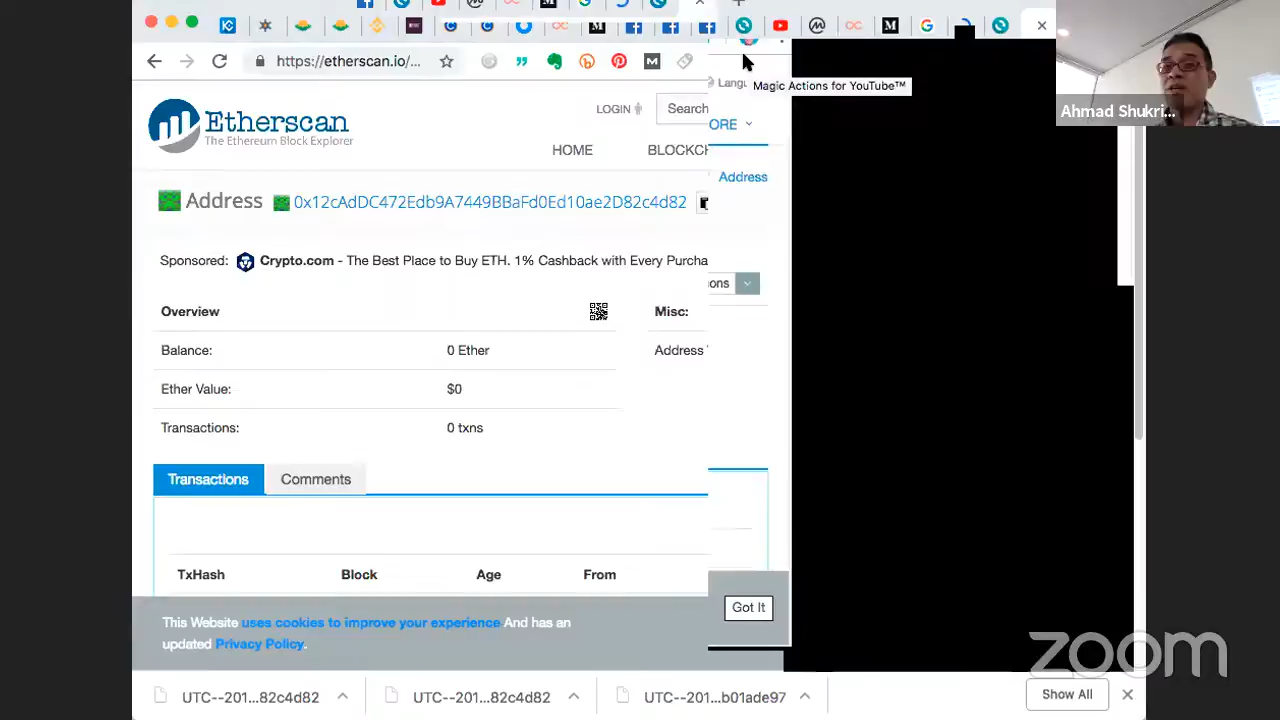 https://etherscan.io/...
Magic Actions for YouTube™
Ahmad Shukri...
Etherscan
The Ethereum Block Explorer
LOGIN
Search
Langu
ORE
HOME
BLOCKCH
Address
Address 0x12cAdDC472Edb9A7449BBaFd0Ed10ae2D82c4d82
Sponsored: Crypto.com - The Best Place to Buy ETH. 1% Cashback with Every Purcha
ons
Overview
Misc:
Balance: 0 Ether
Address
Ether Value: $0
Transactions: 0 txns
Transactions Comments
TxHash Block Age From
This Website uses cookies to improve your experience And has an
updated Privacy Policy.
Got It
zoom
UTC--201...82c4d82
UTC--201...82c4d82
UTC--201...b01ade97
Show All